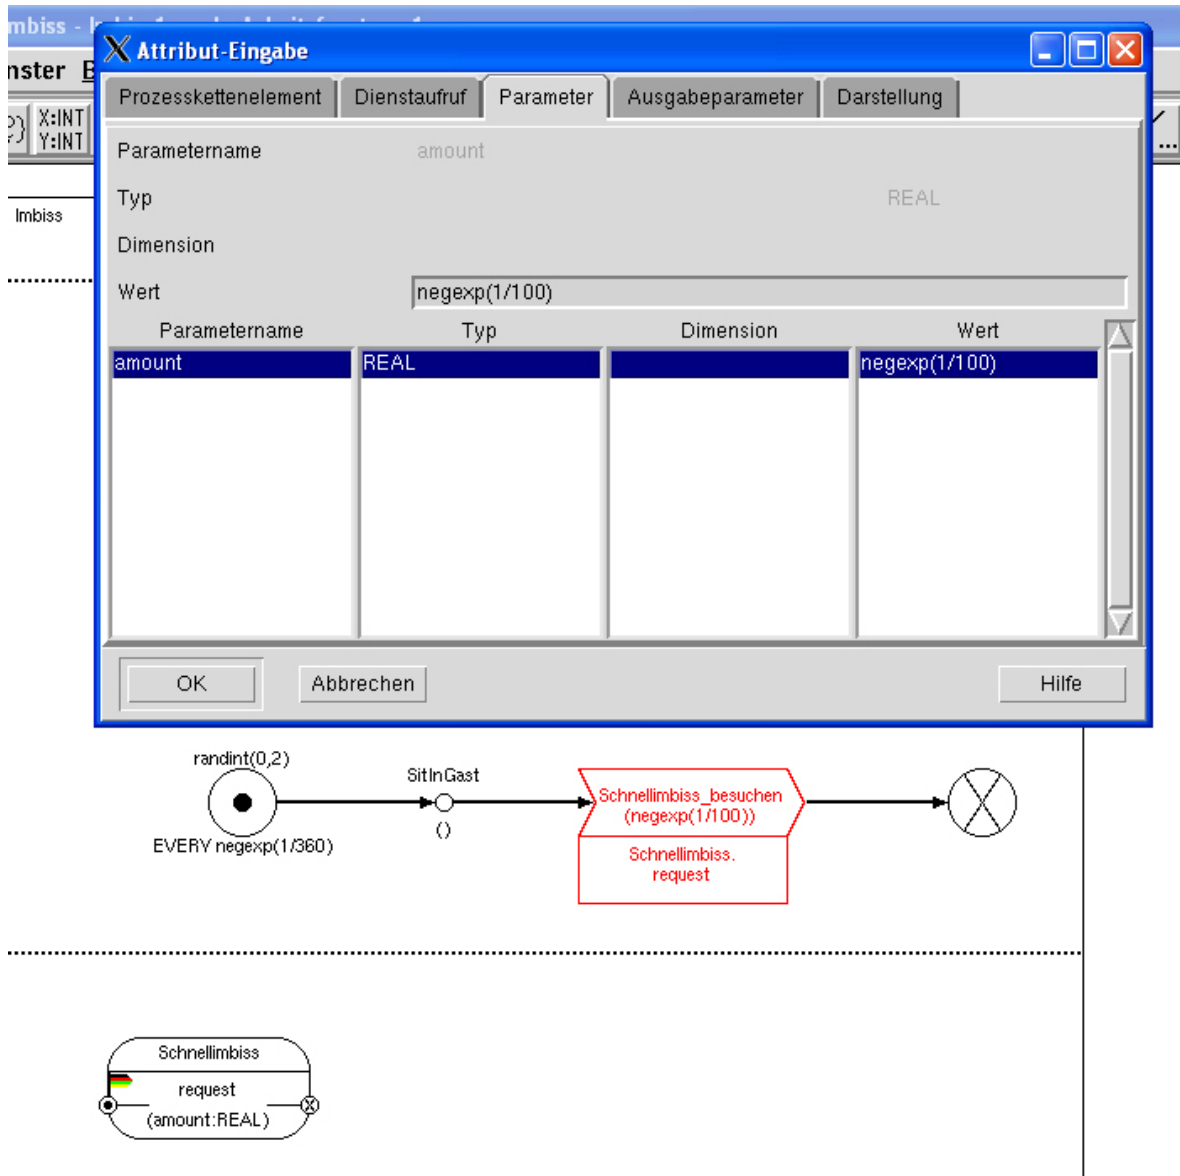 Attribut-Eingabe
nster
X:INT
Y:INT
...
Prozesskettenelement Dienstaufruf Parameter Ausgabeparameter Darstellung
Parametername amount
Typ REAL
Imbiss
Dimension
Wert negexp(1/100)
Parametername Typ Dimension Wert
amount REAL negexp(1/100)
OK Abbrechen Hilfe
randint(0,2)
SitInGast
()
EVERY negexp(1/360)
Schnellimbiss_besuchen
(negexp(1/100))
Schnellimbiss.
request
Schnellimbiss
request
(amount:REAL)